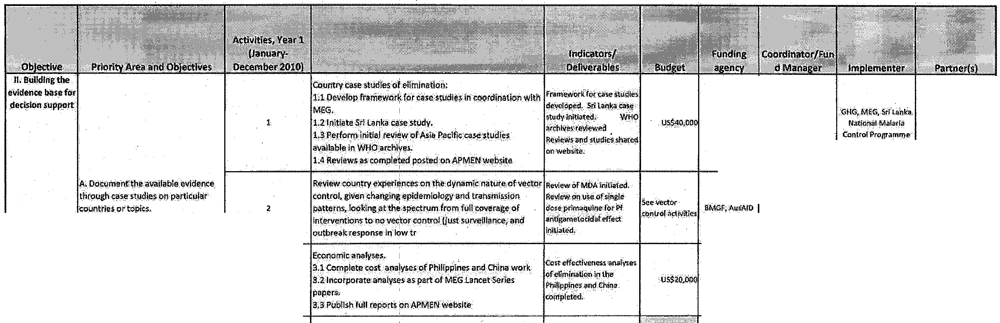 Objective
Priority Area and Objectives
Activities, Year 1
(January-
December 2010)
Indicators/
Deliverables
Budget
Funding
agency
Coordinator/Fun
d Manager
Implementer
Partner(s)
II. Building the
evidence base for
decision support
A. Document the available evidence
through case studies on particular
countries or topics.
1
Country case studies of elimination:
1.1 Develop framework for case studies in coordination with
MEG.
1.2 Initiate Sri Lanka case study.
1.3 Perform initial review of Asia Pacific case studies
available in WHO archives.
1.4 Reviews as completed posted on APMEN website
Framework for case studies
developed. Sri Lanka case
study initiated. WHO
archives reviewed
Reviews and studies shared
on website.
US$40,000
GHG, MEG, Sri Lanka
National Malaria
Control Programme
2
Review country experiences on the dynamic nature of vector
control, given changing epidemiology and transmission
patterns, looking at the spectrum from full coverage of
interventions to no vector control (just surveillance, and
outbreak response in low tr
Review of MDA initiated.
Review on use of single
dose primaquine for Pf
antigametocidal effect
initiated.
See vector
control activities
BMGF, AusAID
Economic analyses.
3.1 Complete cost analyses of Philippines and China work
3.2 Incorporate analyses as part of MEG Lancet Series
papers.
3.3 Publish full reports on APMEN website
Cost effectiveness analyses
of elimination in the
Philippines and China
completed.
US$20,000